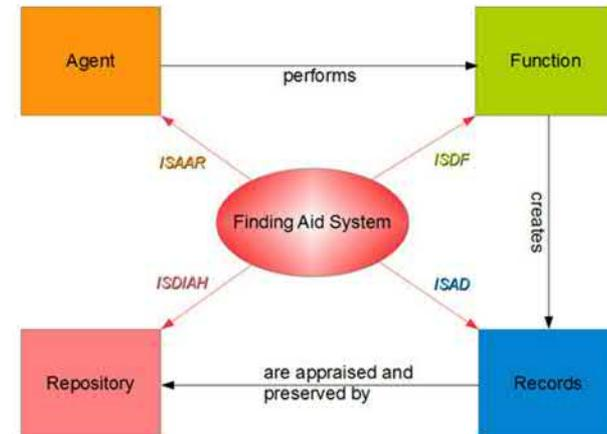 Agent
performs
Function
ISAAR
ISDF
Finding Aid System
creates
ISDIAH
ISAD
Repository
are appraised and
preserved by
Records